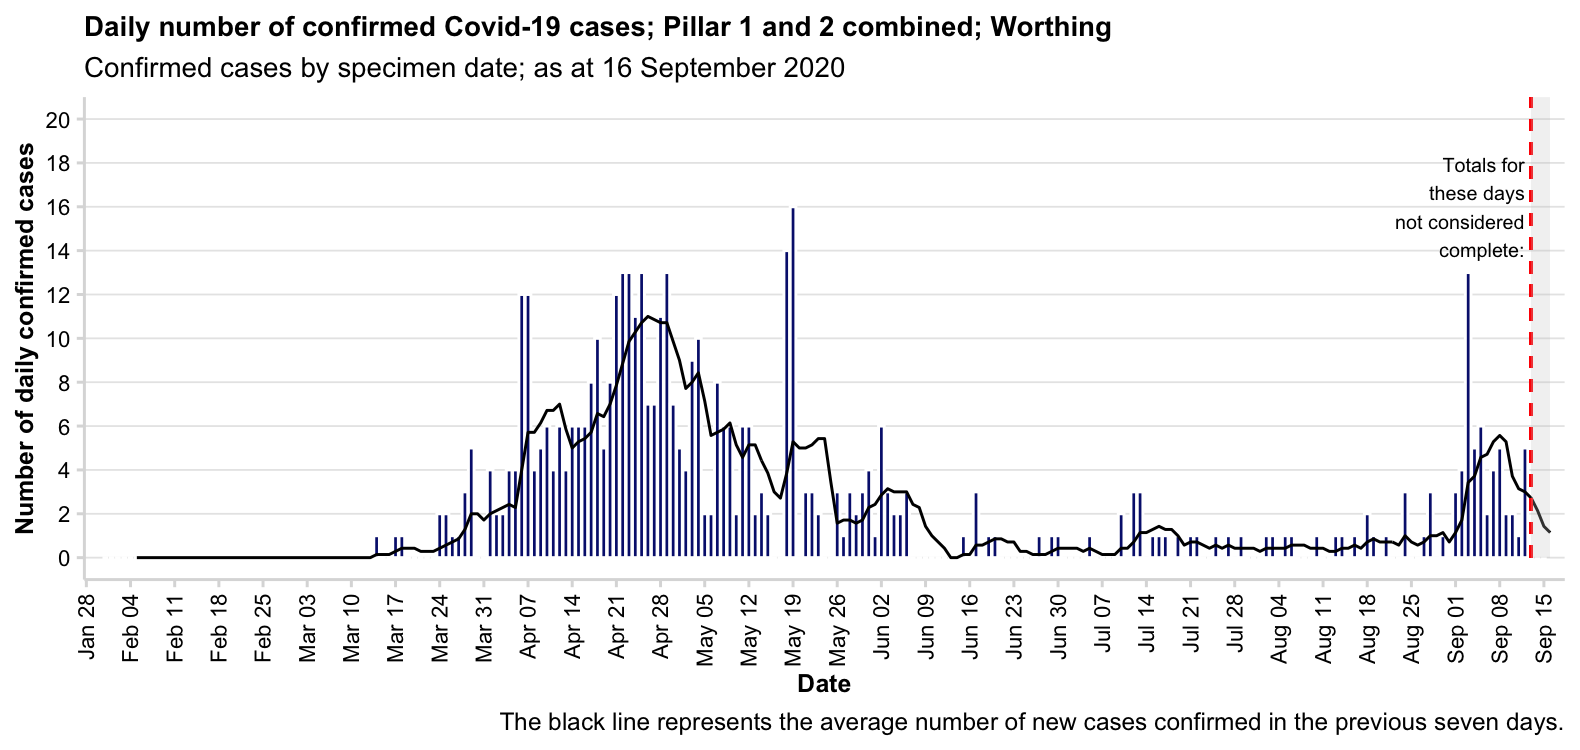 Daily number of confirmed Covid-19 cases; Pillar 1 and 2 combined; Worthing
Confirmed cases by specimen date; as at 16 September 2020
Number of daily confirmed cases
20
18
16
14
12
10
8
6
4
2
0
Totals for
these days
not considered
complete:
Jan 28
Feb 04
Feb 11
Feb 18
Feb 25
Mar 03
Mar 10
Mar 17
Mar 24
Mar 31
Apr 07
Apr 14
Apr 21
Apr 28
May 05
May 12
May 19
May 26
Jun 02
Jun 09
Jun 16
Jun 23
Jun 30
Jul 07
Jul 14
Jul 21
Jul 28
Aug 04
Aug 11
Aug 18
Aug 25
Sep 01
Sep 08
Sep 15
Date
The black line represents the average number of new cases confirmed in the previous seven days.